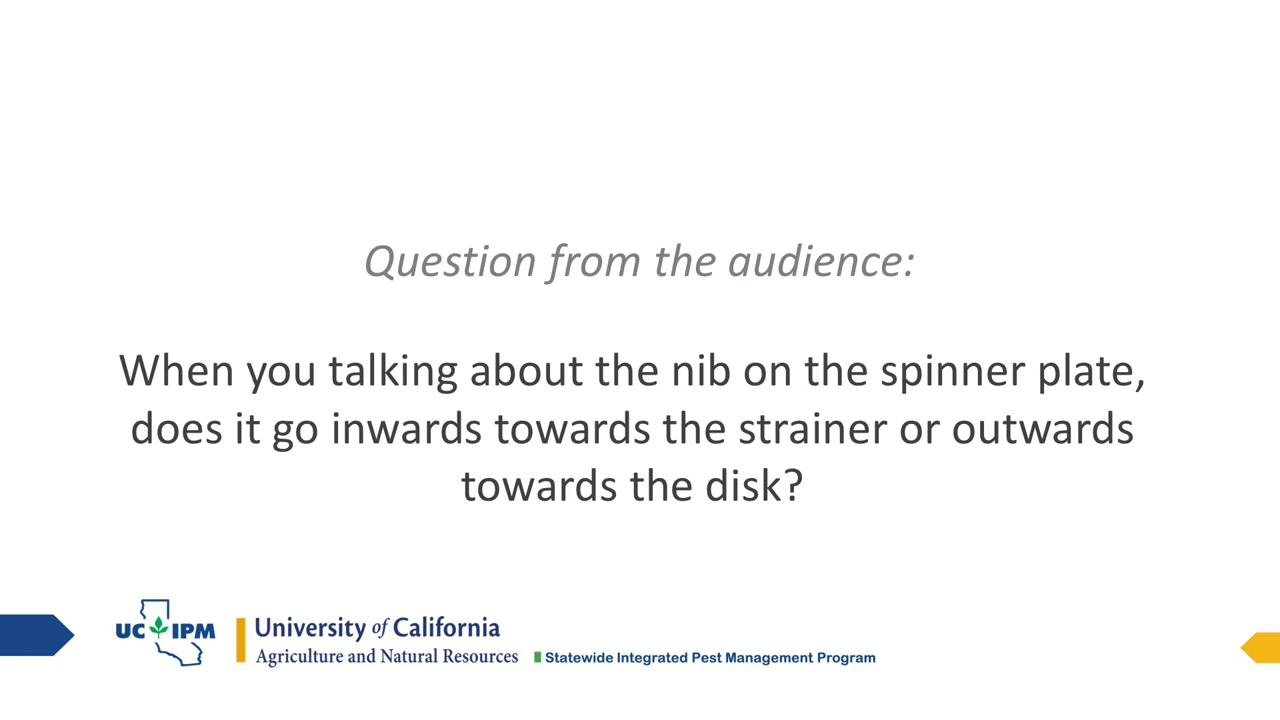 Question from the audience:
When you talking about the nib on the spinner plate,
does it go inwards towards the strainer or outwards
towards the disk?
UC IPM
University of California
Agriculture and Natural Resources
Statewide Integrated Pest Management Program